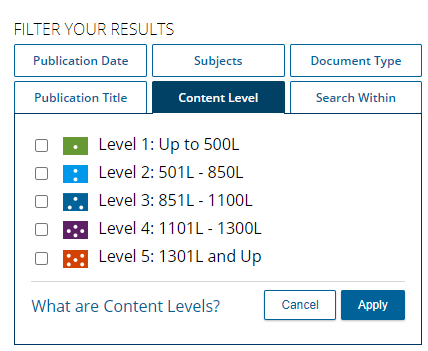 FILTER YOUR RESULTS
Publication Date Subjects Document Type
Publication Title Content Level Search Within
Level 1: Up to 500L
Level 2: 501L - 850L
Level 3: 851L - 1100L
Level 4: 1101L - 1300L
Level 5: 1301L and Up
What are Content Levels? Cancel Apply